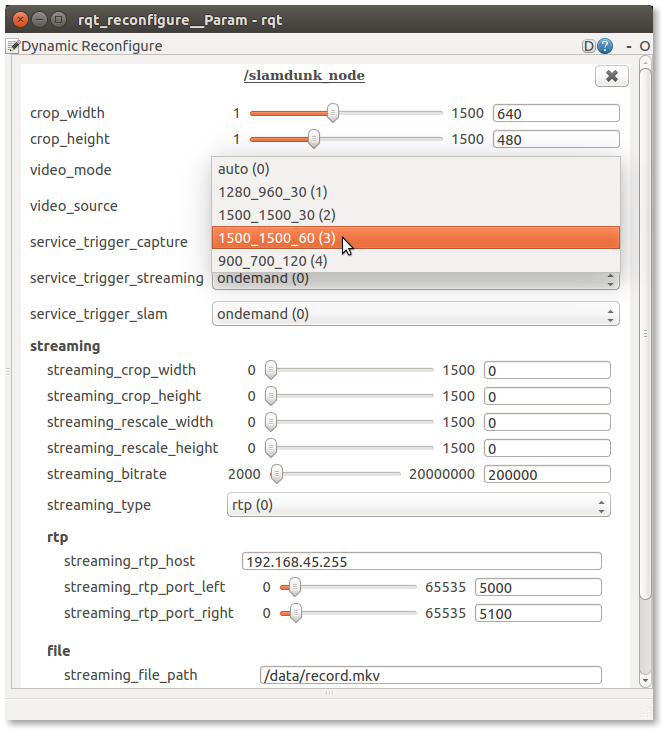 rqt_reconfigure__Param - rqt
Dynamic Reconfigure D ? - O
/slamdunk_node
crop_width 1 1500 640
crop_height 1 1500 480
video_mode
auto (0)
1280_960_30 (1)
video_source
1500_1500_30 (2)
service_trigger_capture
1500_1500_60 (3)
900_700_120 (4)
service_trigger_streaming ondemand (0)
service_trigger_slam ondemand (0)
streaming
streaming_crop_width 0 1500 0
streaming_crop_height 0 1500 0
streaming_rescale_width 0 1500 0
streaming_rescale_height 0 1500 0
streaming_bitrate 2000 20000000 200000
streaming_type rtp (0)
rtp
streaming_rtp_host 192.168.45.255
streaming_rtp_port_left 0 65535 5000
streaming_rtp_port_right 0 65535 5100
file
streaming_file_path /data/record.mkv